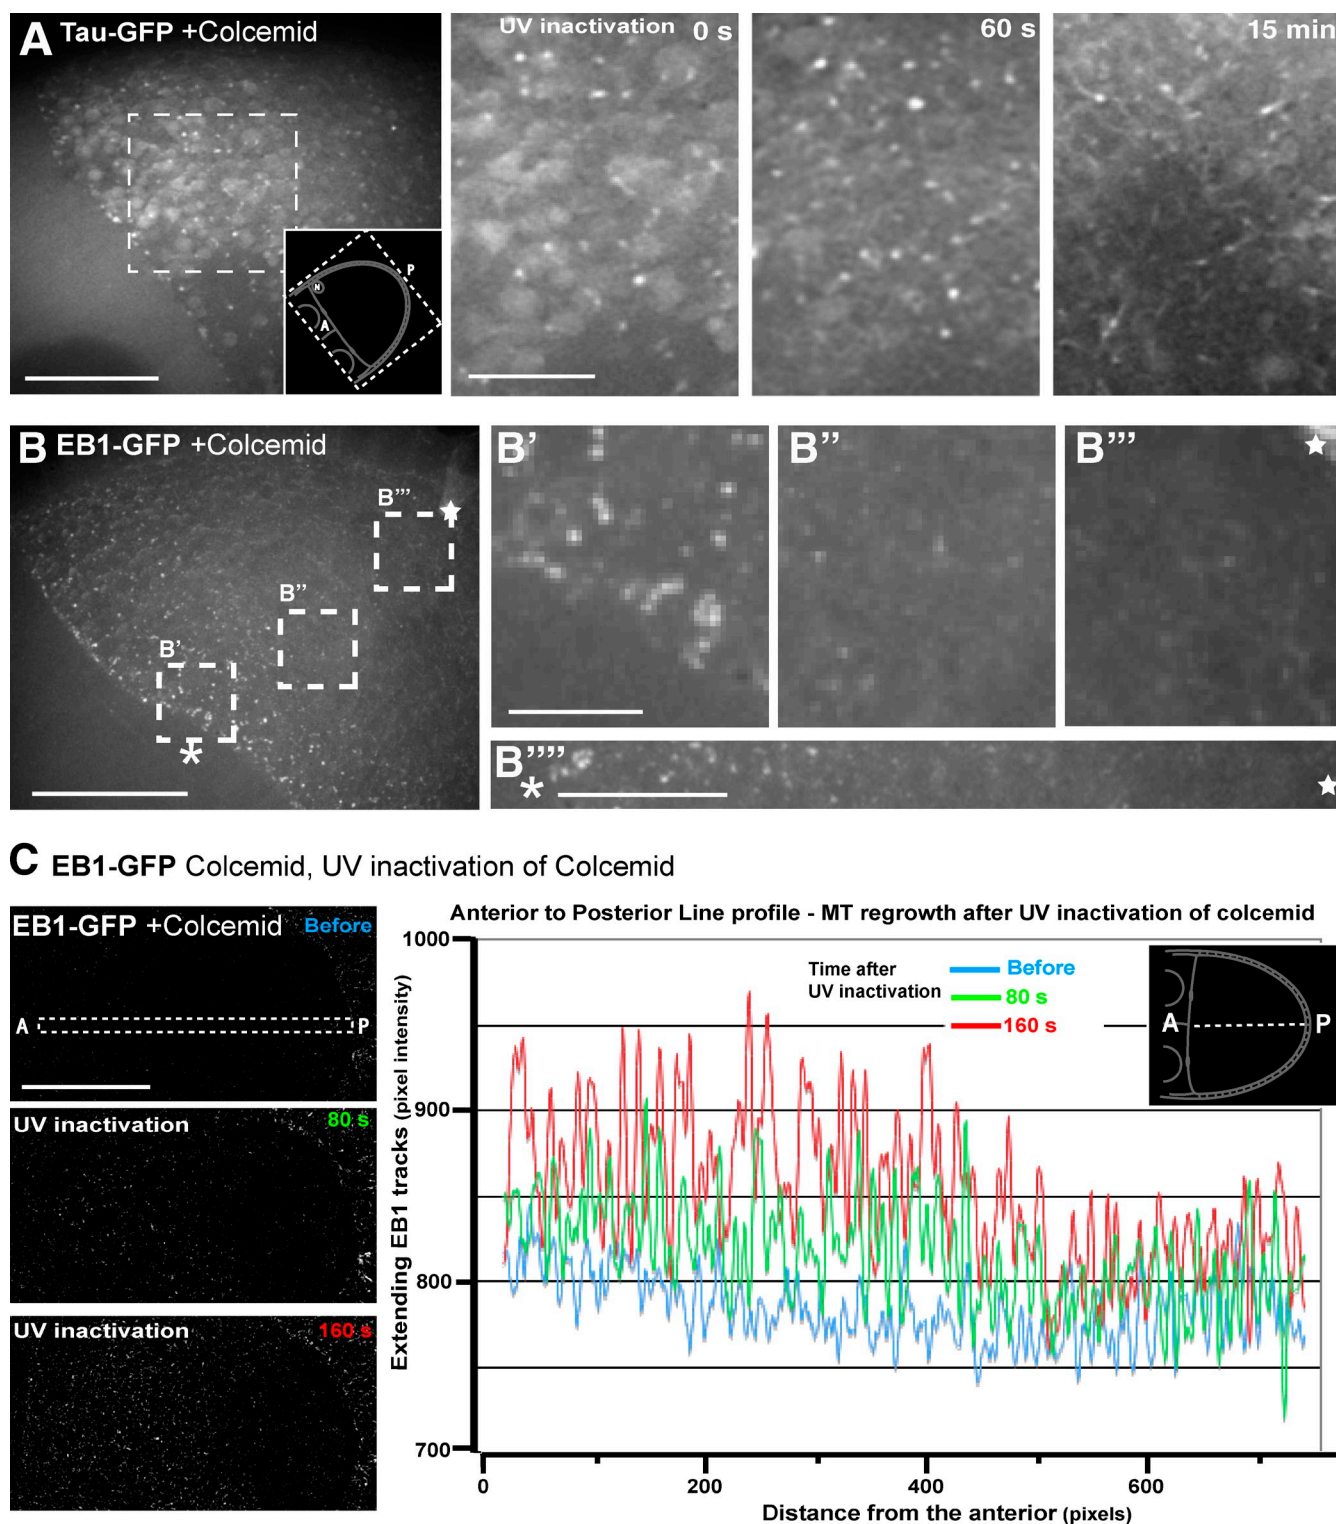 A Tau-GFP +Colcemid
UV inactivation 0 s
60 s
15 min
N
A
P
B EB1-GFP +Colcemid
B'''
B''
B'
*
B'
B''
B'''
B''''
*
C EB1-GFP Colcemid, UV inactivation of Colcemid
EB1-GFP +Colcemid Before
A P
UV inactivation 80 s
UV inactivation 160 s
Anterior to Posterior Line profile - MT regrowth after UV inactivation of colcemid
Time after
UV inactivation
Before
80 s
160 s
A P
Extending EB1 tracks (pixel intensity)
1000
900
800
700
0 200 400 600
Distance from the anterior (pixels)